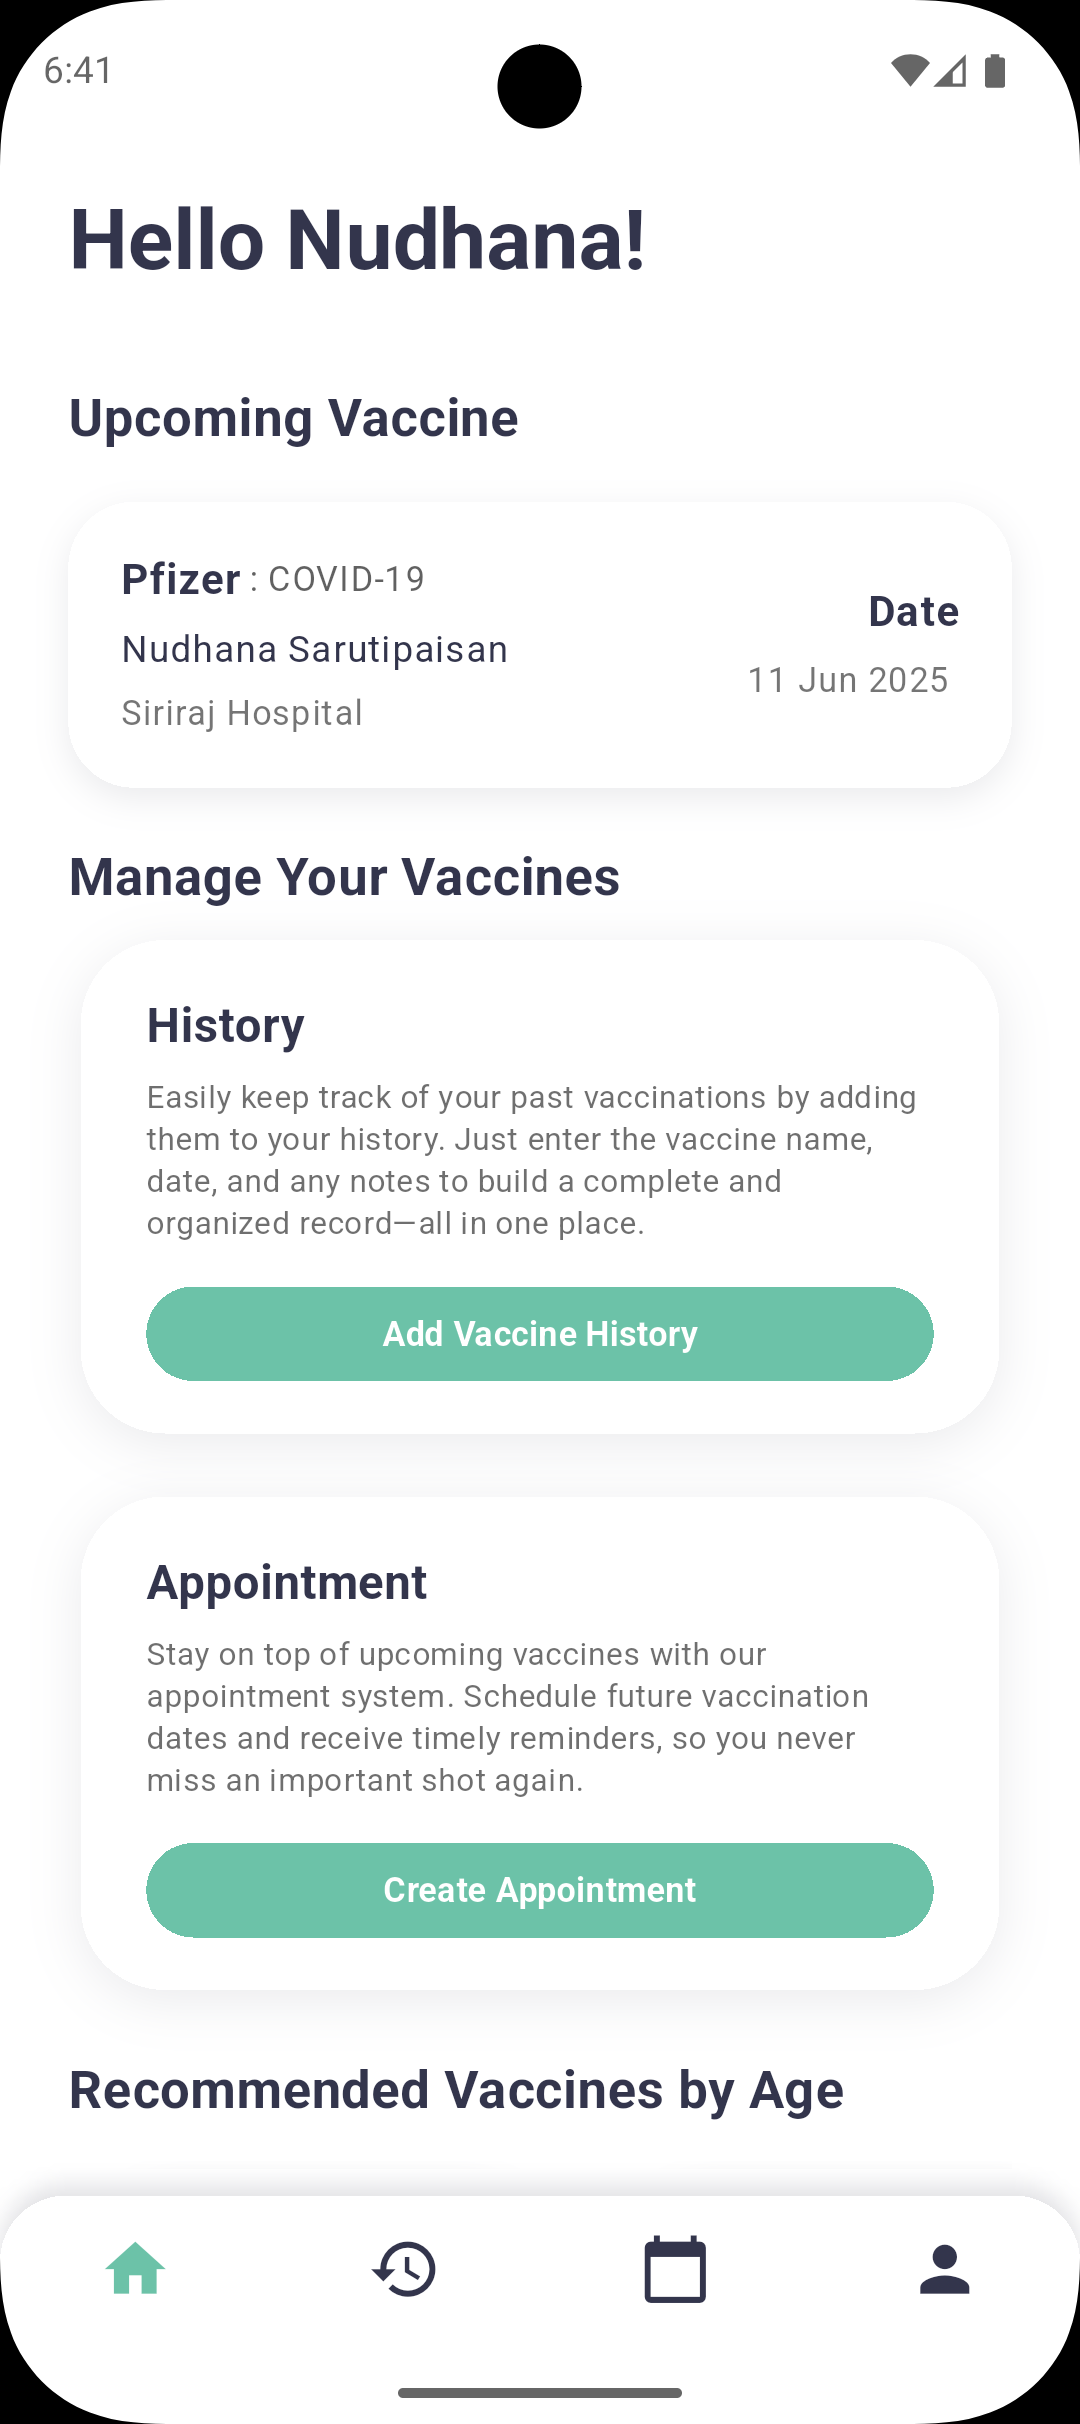 6:41
Hello Nudhana!
Upcoming Vaccine
Pfizer : COVID-19
Nudhana Sarutipaisan
Siriraj Hospital
Date
11 Jun 2025
Manage Your Vaccines
History
Easily keep track of your past vaccinations by adding
them to your history. Just enter the vaccine name,
date, and any notes to build a complete and
organized record—all in one place.
Add Vaccine History
Appointment
Stay on top of upcoming vaccines with our
appointment system. Schedule future vaccination
dates and receive timely reminders, so you never
miss an important shot again.
Create Appointment
Recommended Vaccines by Age